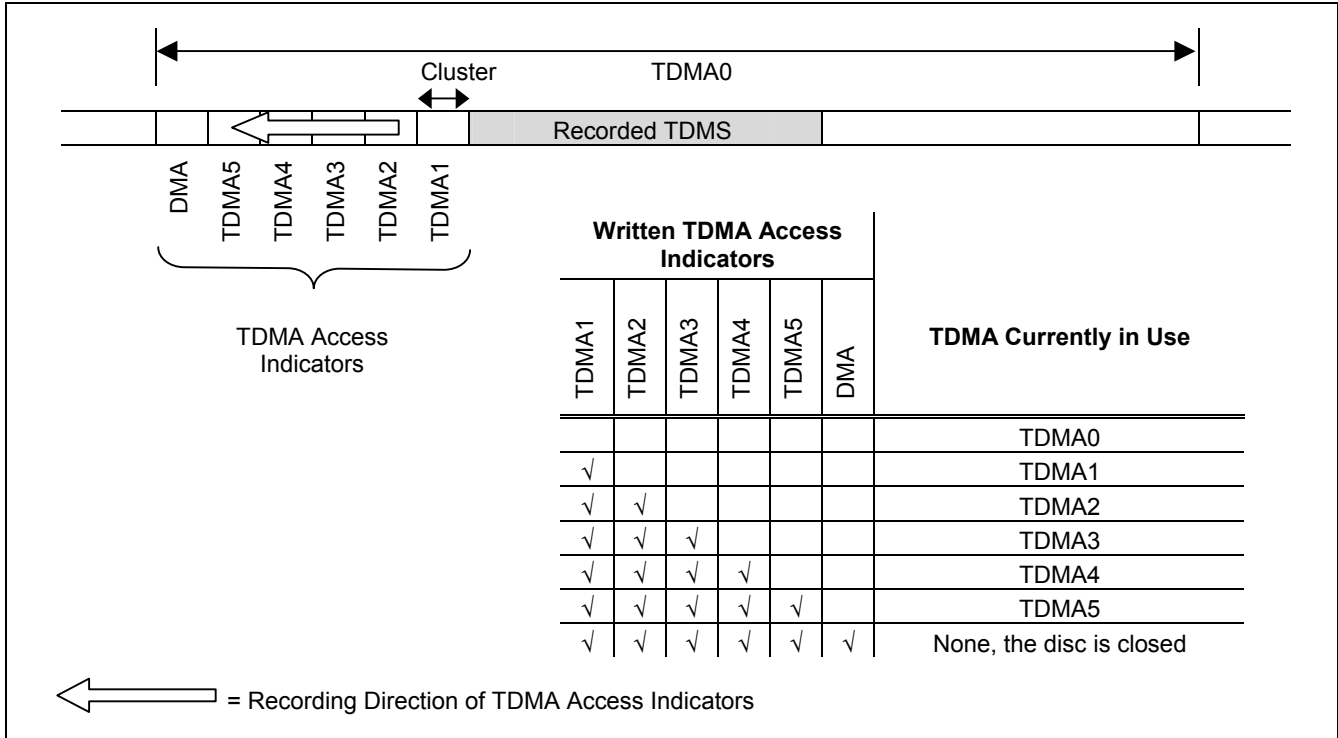 Cluster
TDMA0
Recorded TDMS
DMA
TDMA5
TDMA4
TDMA3
TDMA2
TDMA1
TDMA Access
Indicators
Written TDMA Access
Indicators
TDMA1
TDMA2
TDMA3
TDMA4
TDMA5
DMA
TDMA Currently in Use
TDMA0
√ TDMA1
√ √ TDMA2
√ √ √ TDMA3
√ √ √ √ TDMA4
√ √ √ √ √ TDMA5
√ √ √ √ √ √ None, the disc is closed
= Recording Direction of TDMA Access Indicators